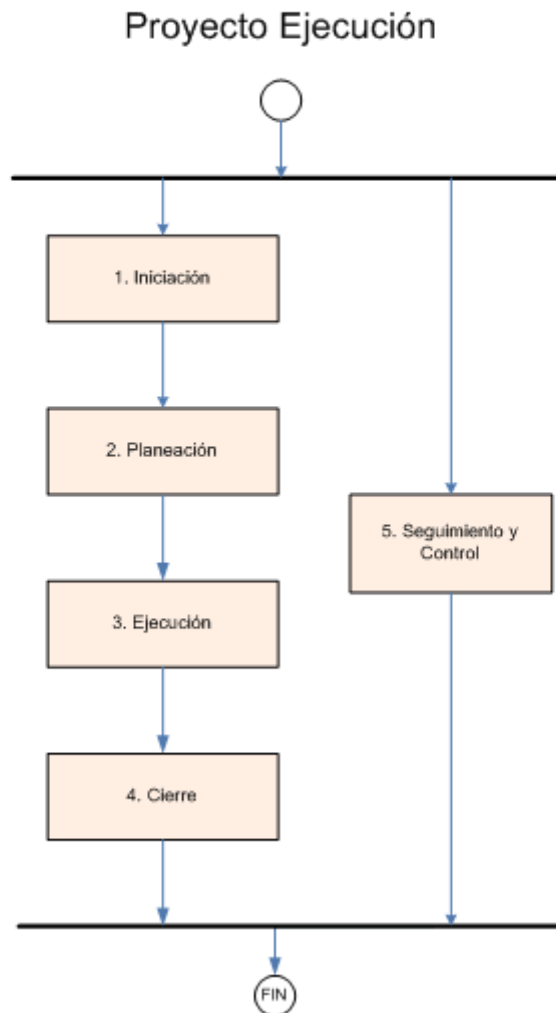 Proyecto Ejecución
1. Iniciación
2. Planeación
5. Seguimiento y
Control
3. Ejecución
4. Cierre
FIN